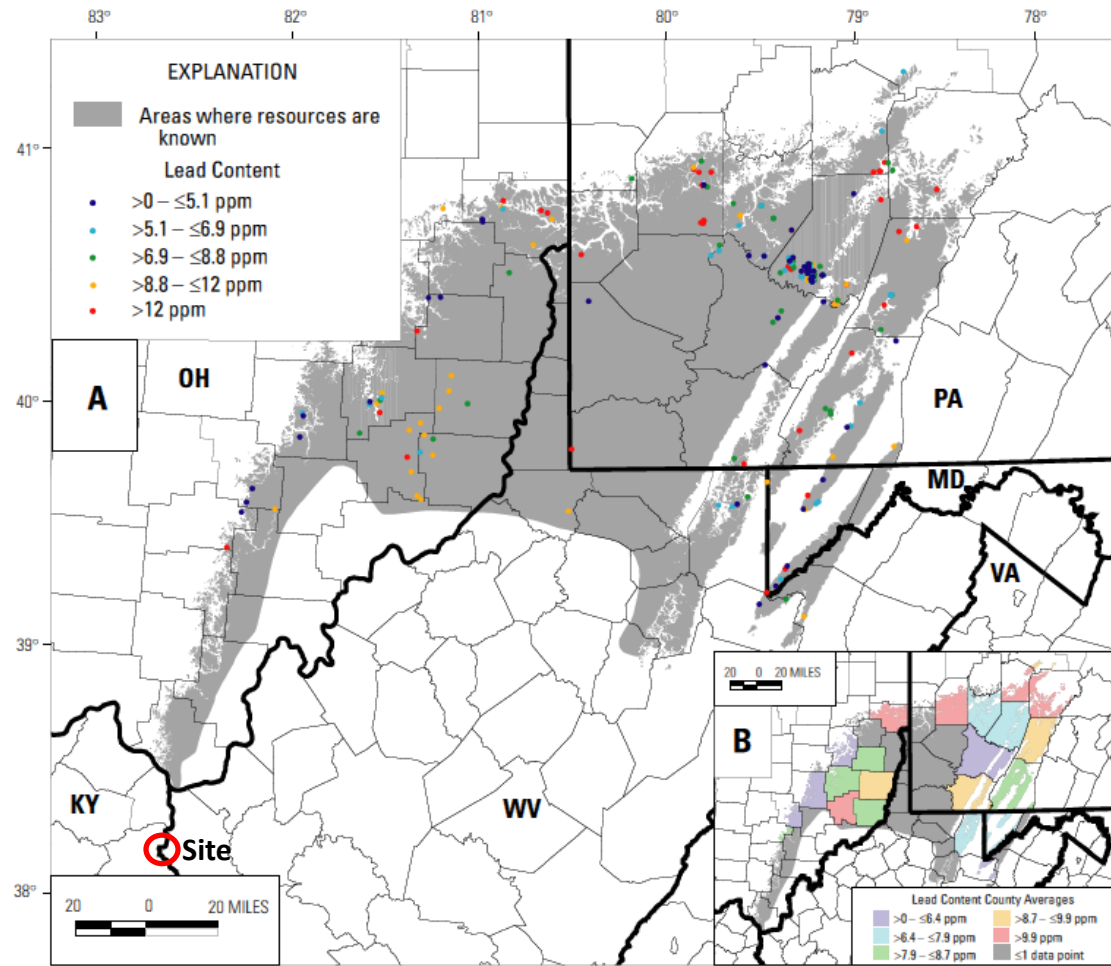 83°
82°
81°
80°
79°
78°
EXPLANATION
Areas where resources are
known
Lead Content
>0 – ≤5.1 ppm
>5.1 – ≤6.9 ppm
>6.9 – ≤8.8 ppm
>8.8 – ≤12 ppm
>12 ppm
41°
A
OH
40°
PA
MD
VA
39°
KY
WV
Site
38°
20 0 20 MILES
20 0 20 MILES
B
Lead Content County Averages
>0 – ≤6.4 ppm
>8.7 – ≤9.9 ppm
>6.4 – ≤7.9 ppm
>9.9 ppm
>7.9 – ≤8.7 ppm
≤1 data point